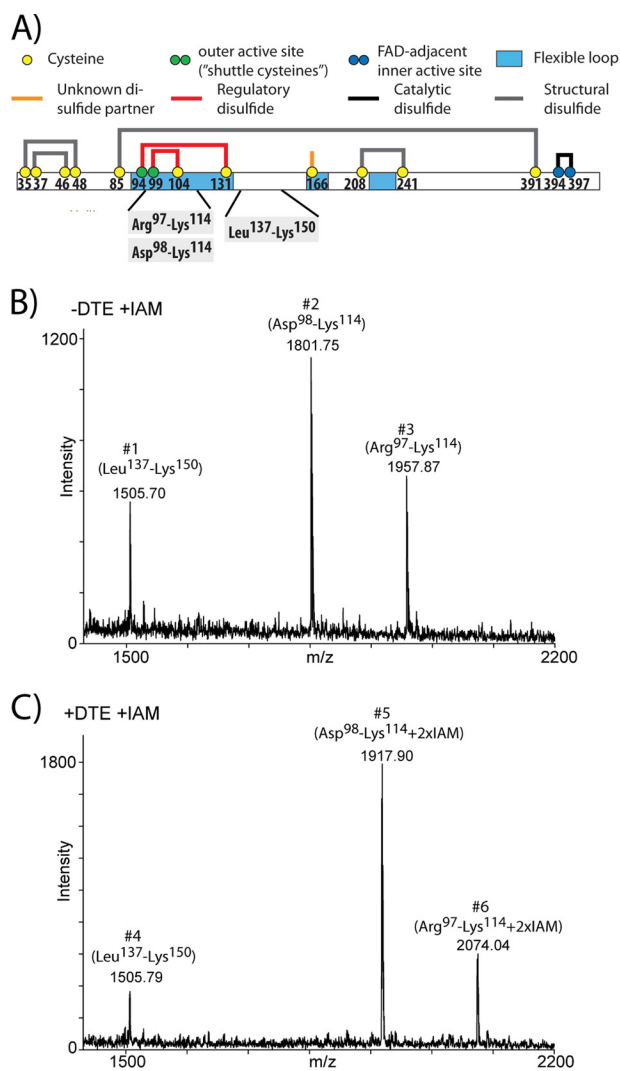 A)
Cysteine
outer active site
("shuttle cysteines")
FAD-adjacent
inner active site
Flexible loop
Unknown di-
sulfide partner
Regulatory
disulfide
Catalytic
disulfide
Structural
disulfide
35 37 46 48 85 94 99 104 131 166 208 241 391 394 397
Arg97-Lys114
Asp98-Lys114
Leu137-Lys150
B)
-DTE +IAM
#2
(Asp98-Lys114)
1801.75
1200
#3
(Arg97-Lys114)
1957.87
#1
(Leu137-Lys150)
1505.70
Intensity
0
1500
m/z
2200
C)
+DTE +IAM
#5
(Asp98-Lys114+2xIAM)
1917.90
1800
#6
(Arg97-Lys114+2xIAM)
2074.04
#4
(Leu137-Lys150)
1505.79
Intensity
0
1500
m/z
2200